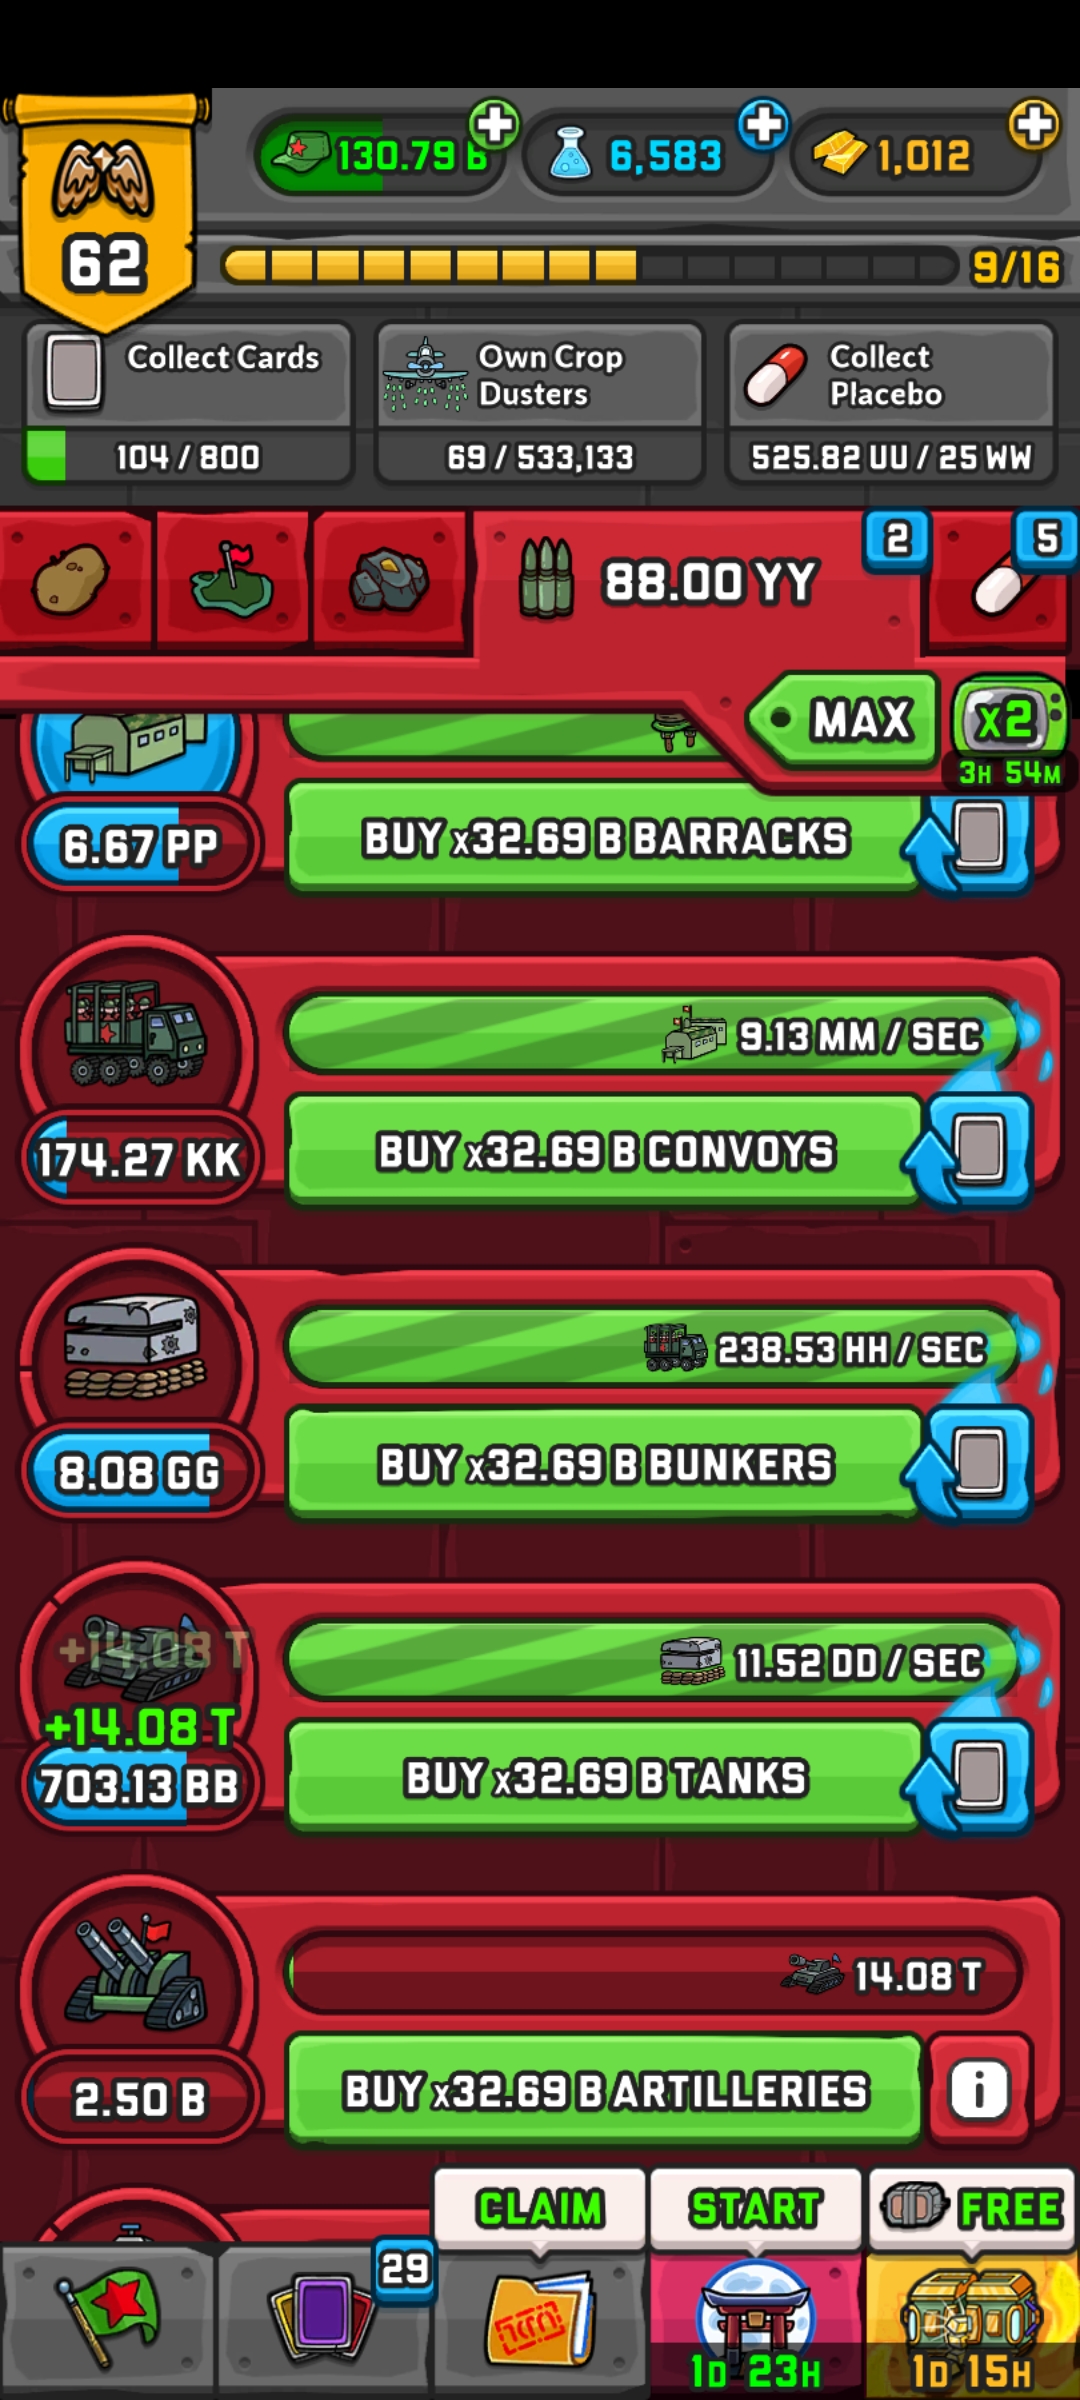 130.79 B
6,583
1,012
62
9/16
Collect Cards
104 / 800
Own Crop
Dusters
69 / 533,133
Collect
Placebo
525.82 UU / 25 WW
88.00 YY
2
5
MAX
x2
3H 54M
6.67 PP
BUY x32.69 B BARRACKS
9.13 MM / SEC
174.27 KK
BUY x32.69 B CONVOYS
238.53 HH / SEC
8.08 GG
BUY x32.69 B BUNKERS
+14.08 T
11.52 DD / SEC
+14.08 T
703.13 BB
BUY x32.69 B TANKS
14.08 T
2.50 B
BUY x32.69 B ARTILLERIES
i
CLAIM
START
FREE
29
1D 23H
1D 15H